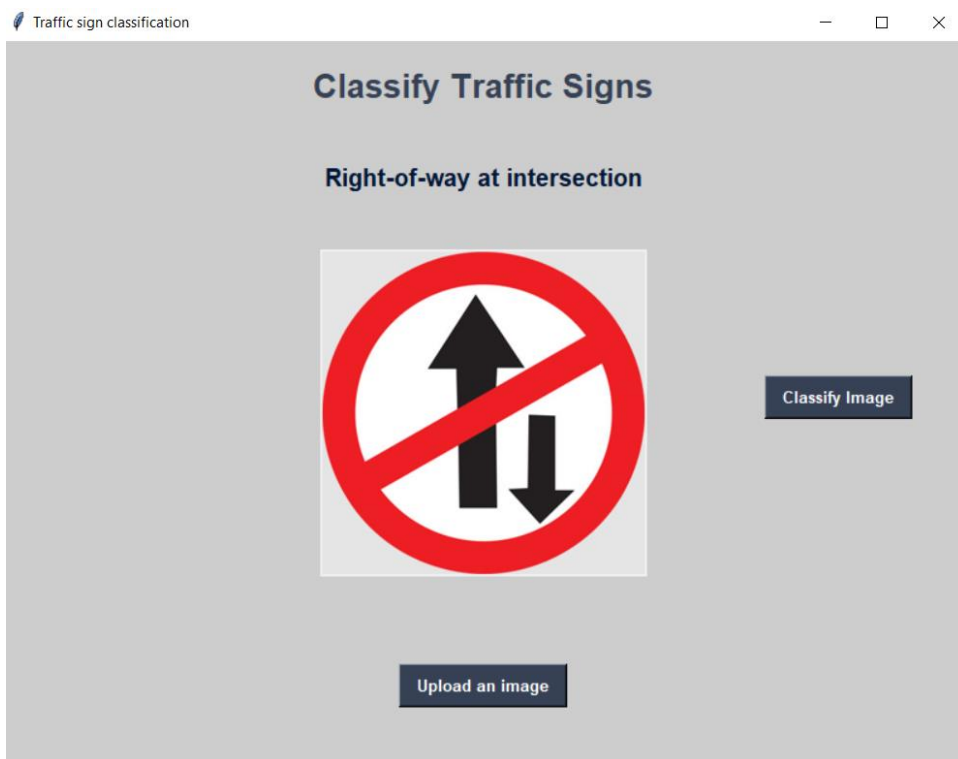 Traffic sign classification
Classify Traffic Signs
Right-of-way at intersection
Classify Image
Upload an image